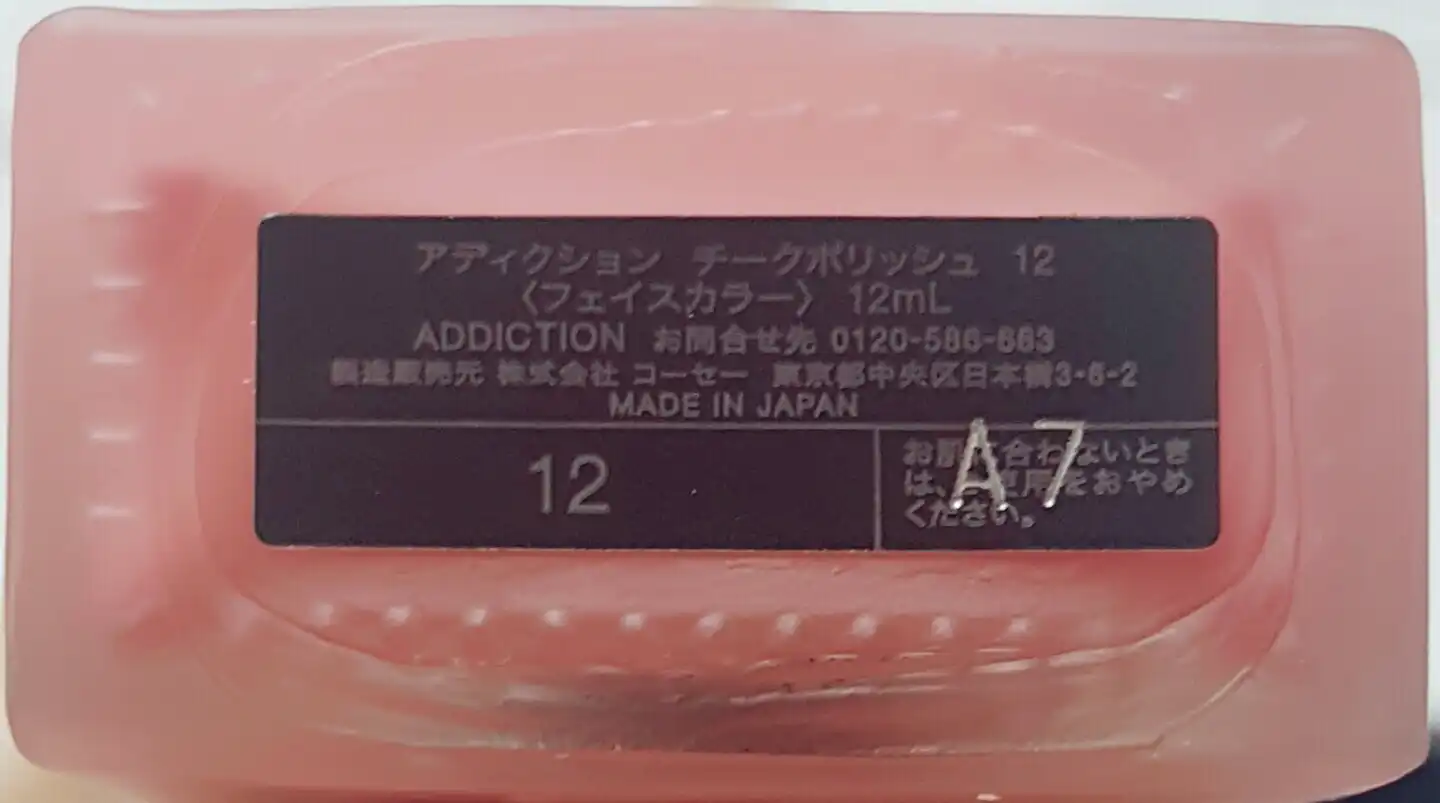 アディクション チークポリッシュ 12
〈フェイスカラー〉 12mL
ADDICTION お問合せ先 0120-586-683
製造販売元 株式会社 コーセー 東京都中央区日本橋3-6-2
MADE IN JAPAN
12
お肌に合わないとき
は、ご使用をおやめ
ください。
A7